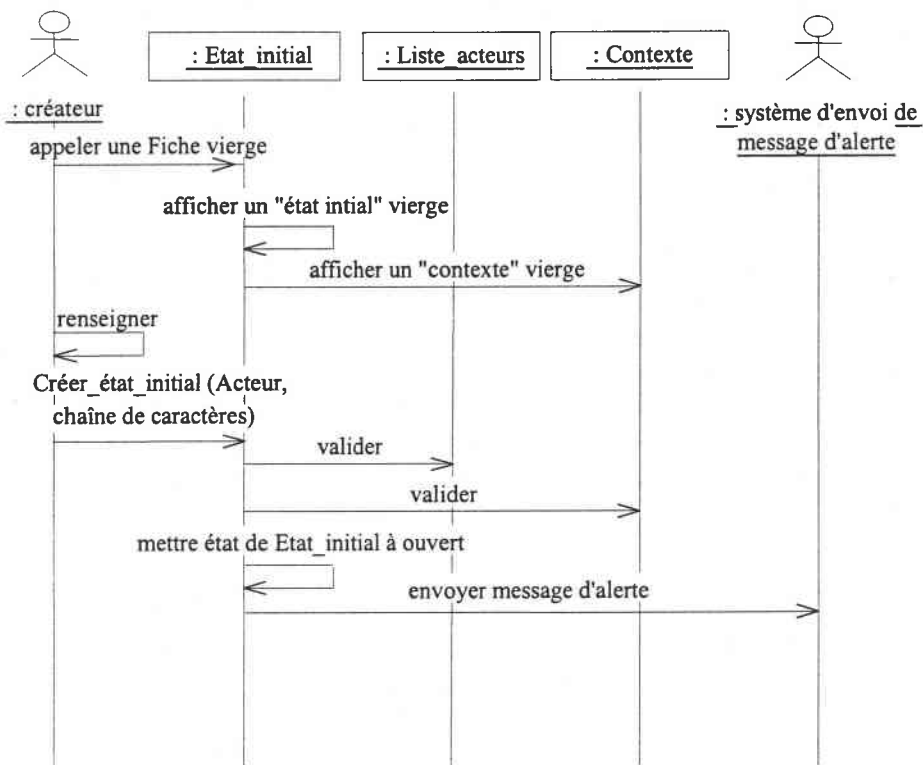 : Etat_initial
: Liste_acteurs
: Contexte
: créateur
: système d'envoi de
message d'alerte
appeler une Fiche vierge
afficher un "état intial" vierge
afficher un "contexte" vierge
renseigner
Créer_état_initial (Acteur,
chaîne de caractères)
valider
valider
mettre état de Etat_initial à ouvert
envoyer message d'alerte